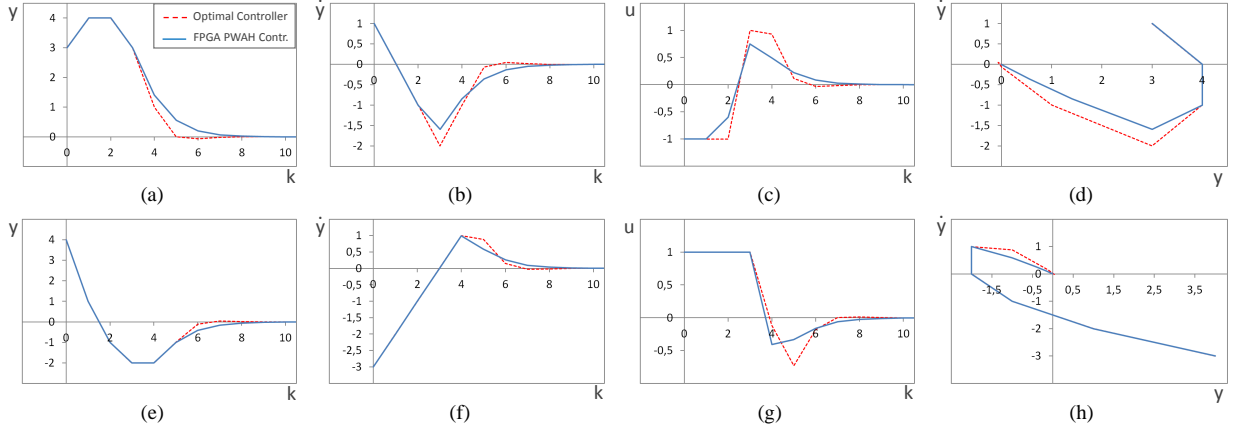 y
4
3
2
1
0
0 2 4 6 8 10
k
Optimal Controller
FPGA PWAH Contr.
(a)
ẏ
1
0,5
0
-0,5
-1
-1,5
-2
0 2 4 6 8 10
k
(b)
u
1
0,5
0
-0,5
-1
0 2 4 6 8 10
k
(c)
ẏ
1
0
-1
-2
0 1 2 3 4
y
(d)
y
4
3
2
1
0
-1
-2
0 2 4 6 8 10
k
(e)
ẏ
1
0,5
0
-0,5
-1
-1,5
-2
-2,5
-3
0 2 4 6 8 10
k
(f)
u
1
0,5
0
-0,5
0 2 4 6 8 10
k
(g)
ẏ
1
0
-1
-2
-3
-1,5 -0,5 0,5 1,5 2,5 3,5
y
(h)